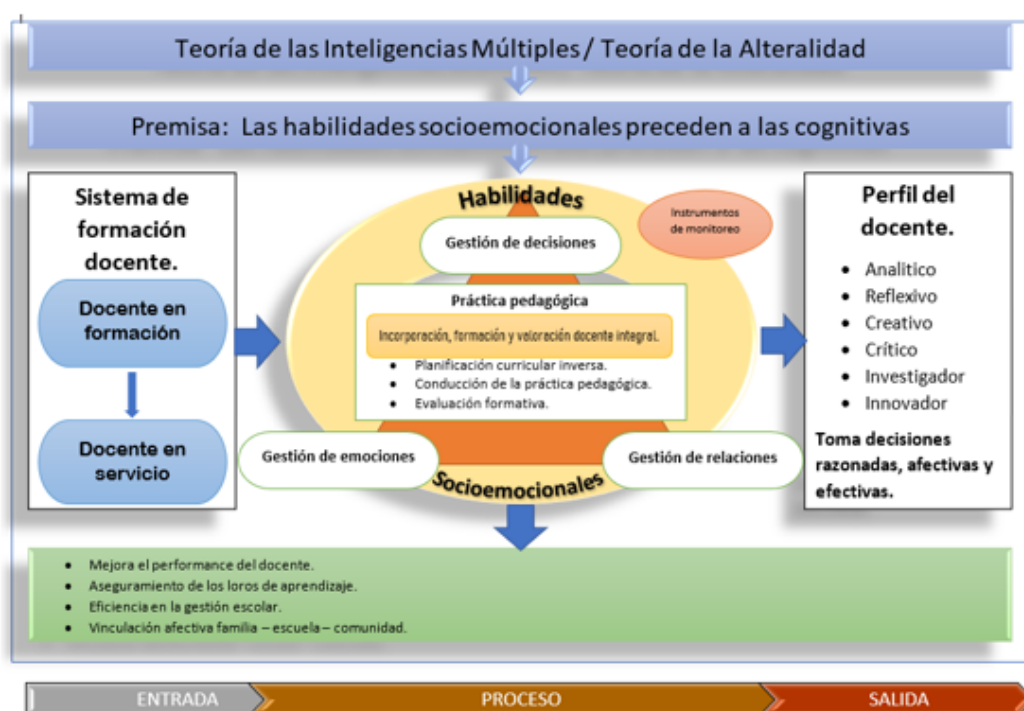 Teoría de las Inteligencias Múltiples / Teoría de la Alteralidad
Premisa: Las habilidades socioemocionales preceden a las cognitivas
Sistema de
formación
docente.
Docente en
formación
Docente en
servicio
Habilidades
Instrumentos
de monitoreo
Gestión de decisiones
Práctica pedagógica
Incorporación, formación y valoración docente integral.
• Planificación curricular inversa.
• Conducción de la práctica pedagógica.
• Evaluación formativa.
Gestión de emociones
Gestión de relaciones
Socioemocionales
Perfil del
docente.
• Analitico
• Reflexivo
• Creativo
• Crítico
• Investigador
• Innovador
Toma decisiones
razonadas, afectivas y
efectivas.
• Mejora el performance del docente.
• Aseguramiento de los loros de aprendizaje.
• Eficiencia en la gestión escolar.
• Vinculación afectiva familia – escuela – comunidad.
ENTRADA
PROCESO
SALIDA